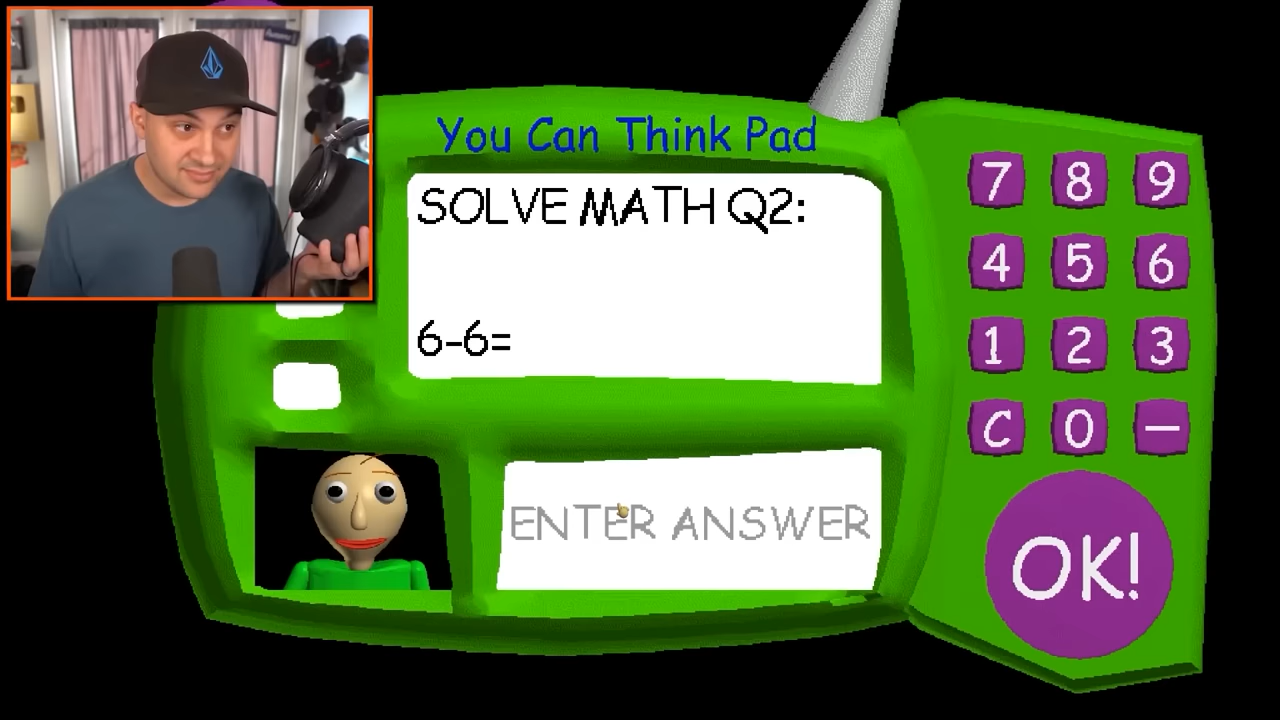 You Can Think Pad
SOLVE MATH Q2:
6-6=
ENTER ANSWER
7 8 9
4 5 6
1 2 3
C 0 —
OK!